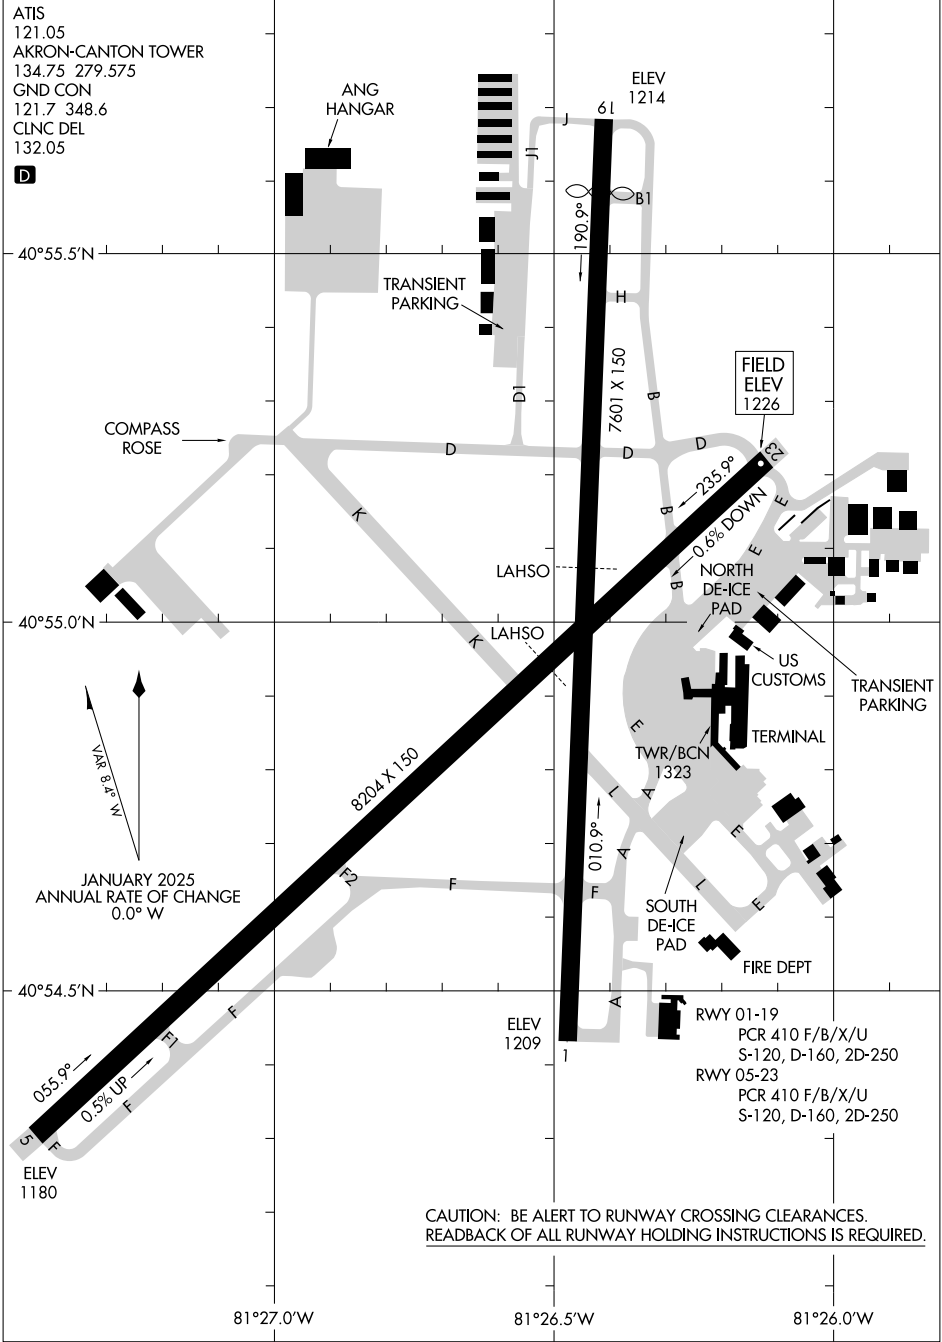 ATIS
121.05
AKRON-CANTON TOWER
134.75 279.575
GND CON
121.7 348.6
CLNC DEL
132.05
D
ANG
HANGAR
ELEV
1214
19
J
J1
B1
190.9°
40°55.5'N
TRANSIENT
PARKING
H
7601 X 150
FIELD
ELEV
1226
D1
B
COMPASS
ROSE
D
D
D
23
235.9°
0.6% DOWN
K
B
E
E
LAHSO
B
NORTH
DE-ICE
PAD
40°55.0'N
LAHSO
K
US
CUSTOMS
TRANSIENT
PARKING
E
TWR/BCN
1323
TERMINAL
VAR 8.4° W
8204 X 150
L
A
E
010.9°
A
JANUARY 2025
ANNUAL RATE OF CHANGE
0.0° W
F2
F
F
L
E
SOUTH
DE-ICE
PAD
FIRE DEPT
40°54.5'N
F
F1
A
ELEV
1209
1
RWY 01-19
PCR 410 F/B/X/U
S-120, D-160, 2D-250
RWY 05-23
PCR 410 F/B/X/U
S-120, D-160, 2D-250
055.9°
0.5% UP
F
5
F
ELEV
1180
CAUTION: BE ALERT TO RUNWAY CROSSING CLEARANCES.
READBACK OF ALL RUNWAY HOLDING INSTRUCTIONS IS REQUIRED.
81°27.0'W
81°26.5'W
81°26.0'W